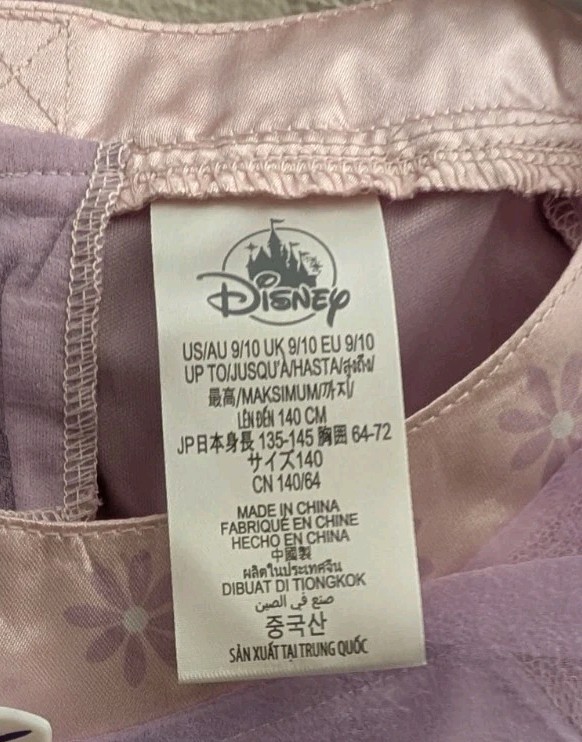 Disney
US/AU 9/10 UK 9/10 EU 9/10
UP TO/JUSQU'À/HASTA/สูงถึง/
最高/MAKSIMUM/까지/
LÊN ĐẾN 140 CM
JP日本身長 135-145 胸囲 64-72
サイズ140
CN 140/64
MADE IN CHINA
FABRIQUÉ EN CHINE
HECHO EN CHINA
中國製
ผลิตในประเทศจีน
DIBUAT DI TIONGKOK
صنع في الصين
중국산
SẢN XUẤT TẠI TRUNG QUỐC